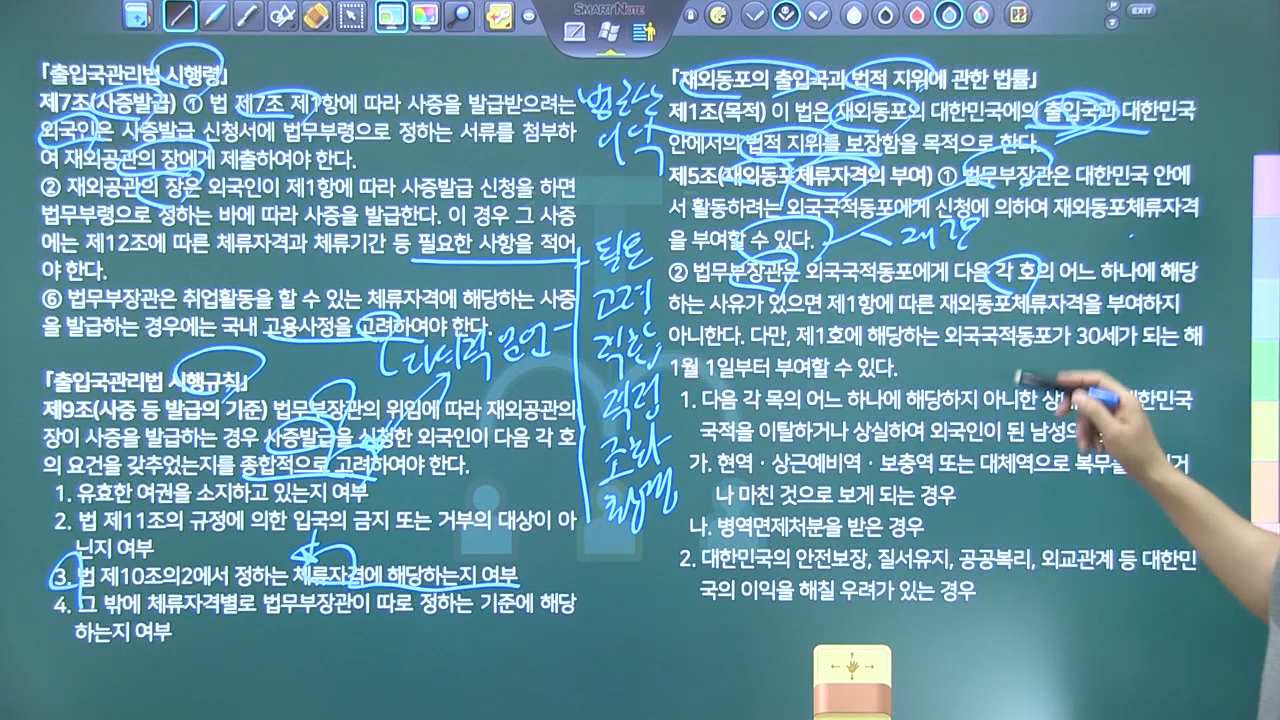 SMART NOTE
EXIT
「출입국관리법 시행령」
제7조(사증발급) ① 법 제7조 제1항에 따라 사증을 발급받으려는
외국인은 사증발급 신청서에 법무부령으로 정하는 서류를 첨부하
여 재외공관의 장에게 제출하여야 한다.
② 재외공관의 장은 외국인이 제1항에 따라 사증발급 신청을 하면
법무부령으로 정하는 바에 따라 사증을 발급한다. 이 경우 그 사증
에는 제12조에 따른 체류자격과 체류기간 등 필요한 사항을 적어
야 한다.
⑥ 법무부장관은 취업활동을 할 수 있는 체류자격에 해당하는 사증
을 발급하는 경우에는 국내 고용사정을 고려하여야 한다.
「출입국관리법 시행규칙」
제9조(사증 등 발급의 기준) 법무부장관의 위임에 따라 재외공관의
장이 사증을 발급하는 경우 사증발급을 신청한 외국인이 다음 각 호
의 요건을 갖추었는지를 종합적으로 고려하여야 한다.
1. 유효한 여권을 소지하고 있는지 여부
2. 법 제11조의 규정에 의한 입국의 금지 또는 거부의 대상이 아
닌지 여부
3. 법 제10조의2에서 정하는 체류자격에 해당하는지 여부
4. 그 밖에 체류자격별로 법무부장관이 따로 정하는 기준에 해당
하는지 여부
필토
고려
「재외동포의 출입국과 법적 지위에 관한 법률」
제1조(목적) 이 법은 재외동포의 대한민국에의 출입국과 대한민국
안에서의 법적 지위를 보장함을 목적으로 한다.
제5조(재외동포체류자격의 부여) ① 법무부장관은 대한민국 안에
서 활동하려는 외국국적동포에게 신청에 의하여 재외동포체류자격
을 부여할 수 있다.
재량
② 법무부장관은 외국국적동포에게 다음 각 호의 어느 하나에 해당
하는 사유가 있으면 제1항에 따른 재외동포체류자격을 부여하지
아니한다. 다만, 제1호에 해당하는 외국국적동포가 30세가 되는 해
1월 1일부터 부여할 수 있다.
1. 다음 각 목의 어느 하나에 해당하지 아니한 대한민국
국적을 이탈하거나 상실하여 외국인이 된 남성의
가. 현역·상근예비역·보충역 또는 대체역으로
나 마친 것으로 보게 되는 경우
나. 병역면제처분을 받은 경우
2. 대한민국의 안전보장, 질서유지, 공공복리, 외교관계 등 대한민
국의 이익을 해칠 우려가 있는 경우